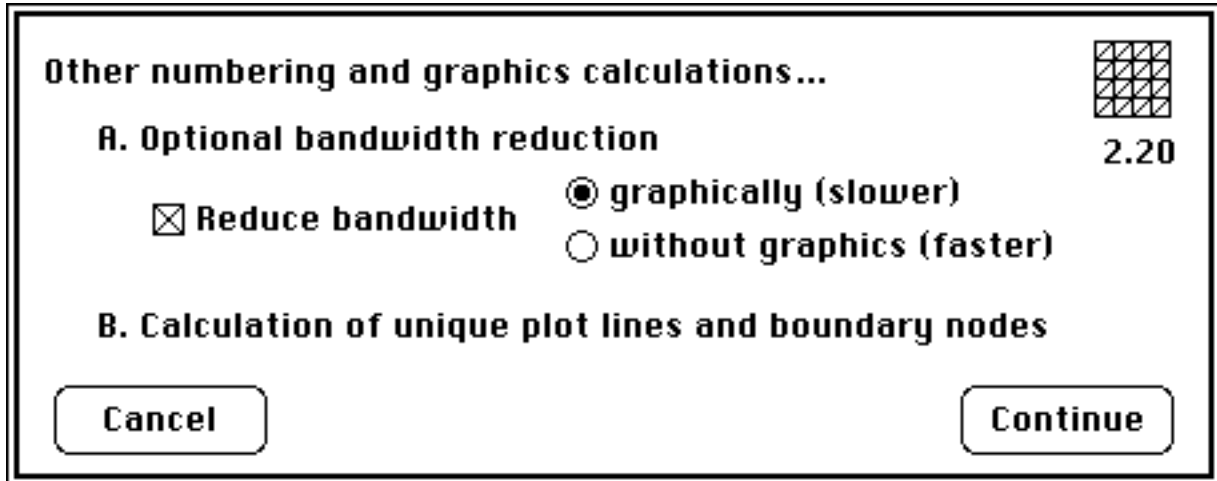 Other numbering and graphics calculations...
A. Optional bandwidth reduction
2.20
Reduce bandwidth
graphically (slower)
without graphics (faster)
B. Calculation of unique plot lines and boundary nodes
Cancel
Continue